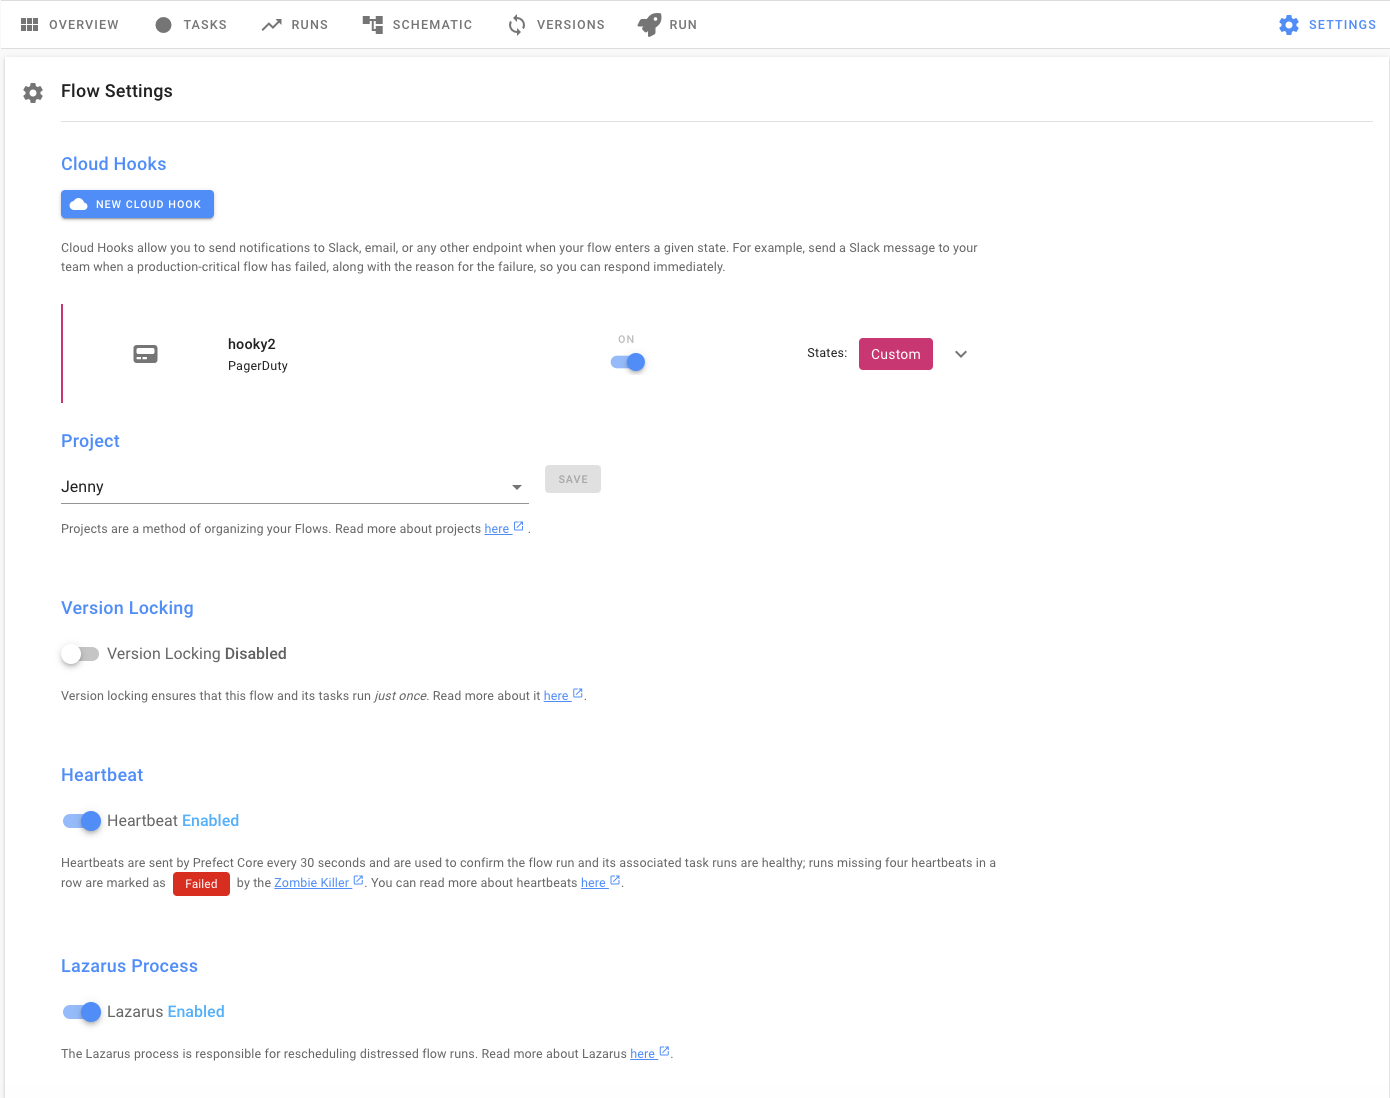 OVERVIEW TASKS RUNS SCHEMATIC VERSIONS RUN SETTINGS
Flow Settings
Cloud Hooks
NEW CLOUD HOOK
Cloud Hooks allow you to send notifications to Slack, email, or any other endpoint when your flow enters a given state. For example, send a Slack message to your
team when a production-critical flow has failed, along with the reason for the failure, so you can respond immediately.
hooky2
PagerDuty
ON
States: Custom
Project
Jenny
SAVE
Projects are a method of organizing your Flows. Read more about projects here .
Version Locking
Version Locking Disabled
Version locking ensures that this flow and its tasks run just once. Read more about it here .
Heartbeat
Heartbeat Enabled
Heartbeats are sent by Prefect Core every 30 seconds and are used to confirm the flow run and its associated task runs are healthy; runs missing four heartbeats in a
row are marked as Failed by the Zombie Killer . You can read more about heartbeats here .
Lazarus Process
Lazarus Enabled
The Lazarus process is responsible for rescheduling distressed flow runs. Read more about Lazarus here .